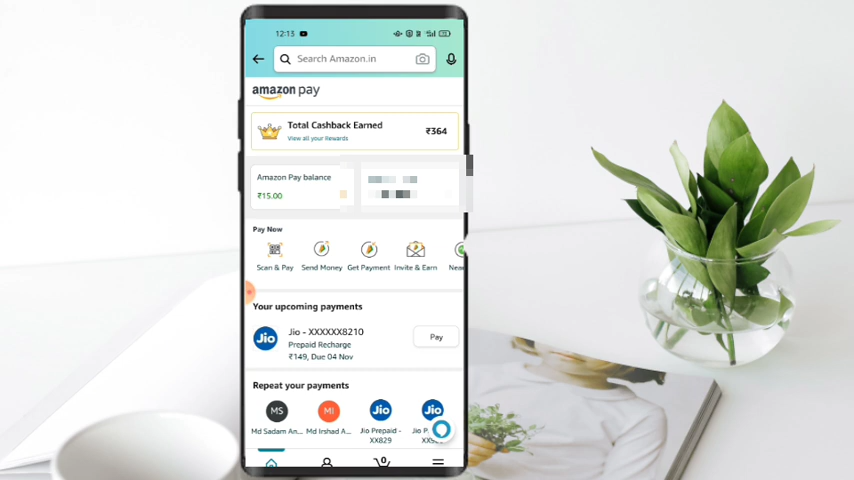 12:13
Search Amazon.in
amazon pay
Total Cashback Earned
View all your Rewards
₹364
Amazon Pay balance
₹15.00
Pay Now
Scan & Pay
Send Money
Get Payment
Invite & Earn
Nea
Your upcoming payments
Jio
Jio - XXXXXX8210
Prepaid Recharge
₹149, Due 04 Nov
Pay
Repeat your payments
MS
MI
Jio
Jio
Md Sadam An...
Md Irshad A...
Jio Prepaid -
XX829
Jio P
0